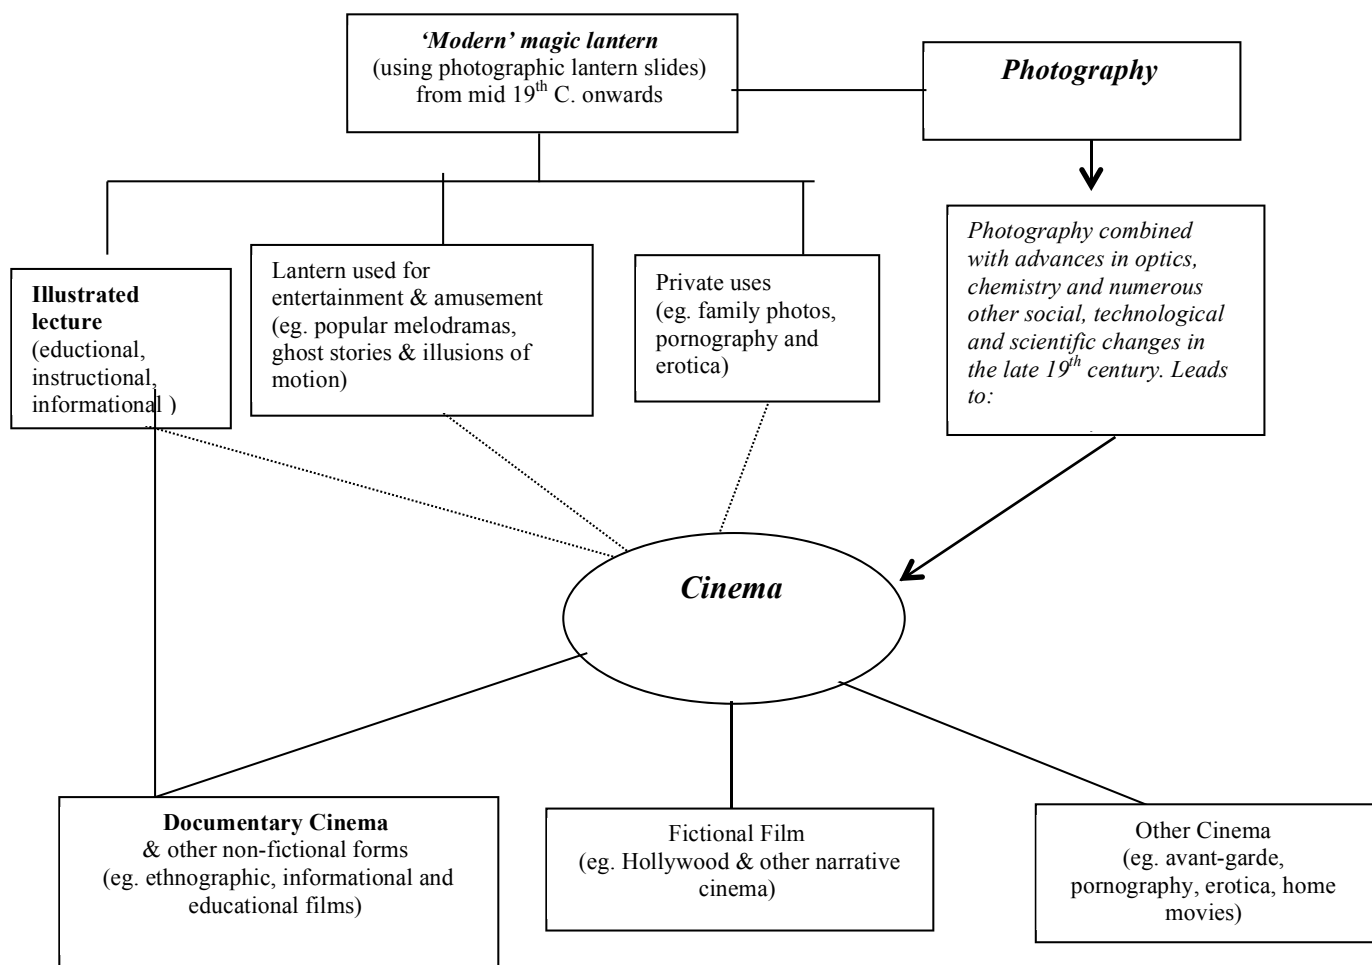 ‘Modern’ magic lantern
(using photographic lantern slides)
from mid 19th C. onwards
Photography
Illustrated
lecture
(eductional,
instructional,
informational )
Lantern used for
entertainment & amusement
(eg. popular melodramas,
ghost stories & illusions of
motion)
Private uses
(eg. family photos,
pornography and
erotica)
Photography combined
with advances in optics,
chemistry and numerous
other social, technological
and scientific changes in
the late 19th century. Leads
to:
Cinema
Documentary Cinema
& other non-fictional forms
(eg. ethnographic, informational and
educational films)
Fictional Film
(eg. Hollywood & other narrative
cinema)
Other Cinema
(eg. avant-garde,
pornography, erotica, home
movies)